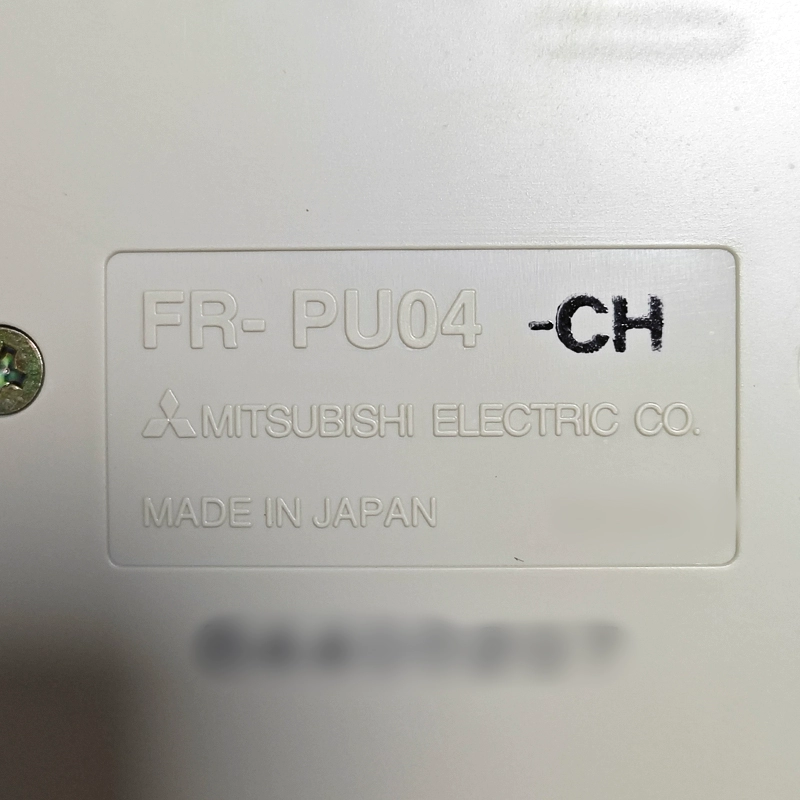 FR- PU04 -CH
MITSUBISHI ELECTRIC CO.
MADE IN JAPAN